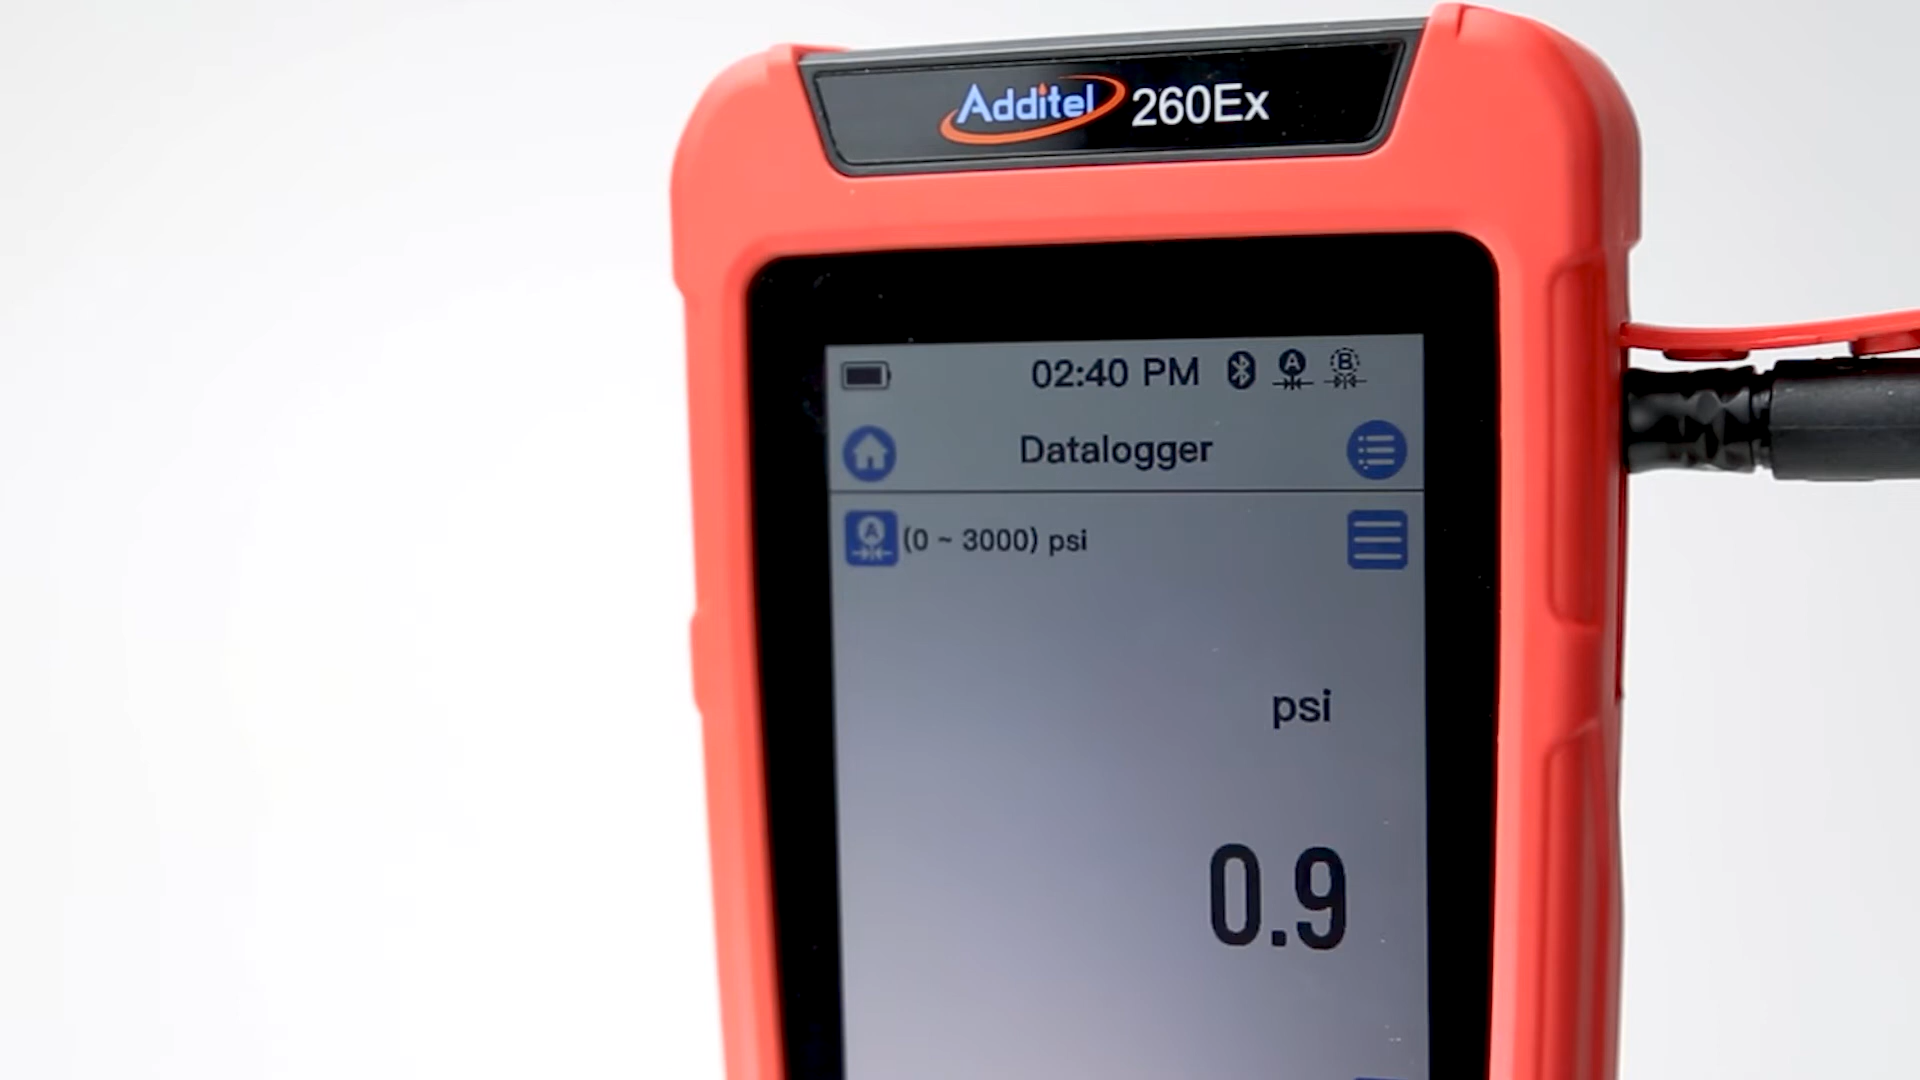 Additel 260Ex
02:40 PM A B
Datalogger
A (0 ~ 3000) psi
psi
0.9